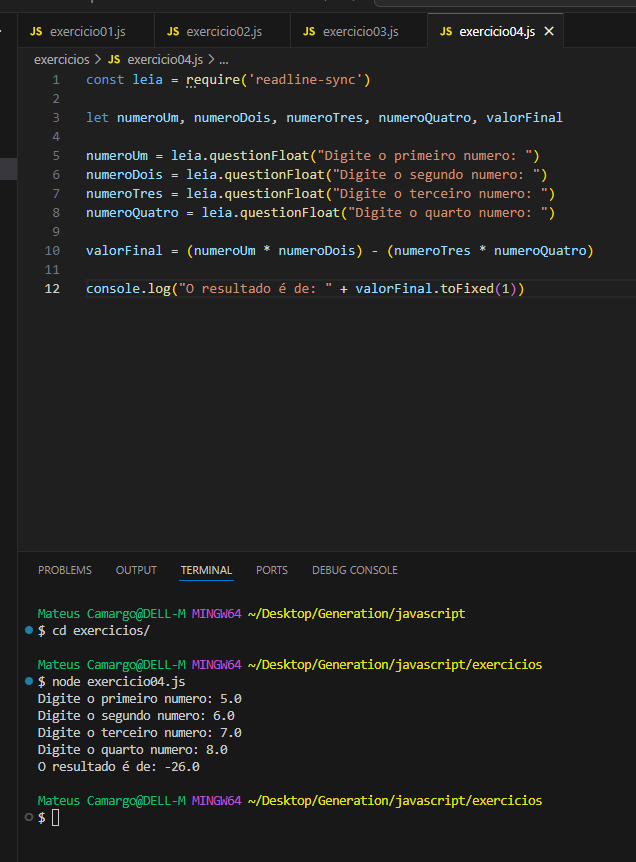 JS exercicio01.js JS exercicio02.js JS exercicio03.js JS exercicio04.js ✕
exercicios > JS exercicio04.js > ...
1 const leia = require('readline-sync')
2
3 let numeroUm, numeroDois, numeroTres, numeroQuatro, valorFinal
4
5 numeroUm = leia.questionFloat("Digite o primeiro numero: ")
6 numeroDois = leia.questionFloat("Digite o segundo numero: ")
7 numeroTres = leia.questionFloat("Digite o terceiro numero: ")
8 numeroQuatro = leia.questionFloat("Digite o quarto numero: ")
9
10 valorFinal = (numeroUm * numeroDois) - (numeroTres * numeroQuatro)
11
12 console.log("O resultado é de: " + valorFinal.toFixed(1))
PROBLEMS OUTPUT TERMINAL PORTS DEBUG CONSOLE
Mateus Camargo@DELL-M MINGW64 ~/Desktop/Generation/javascript
$ cd exercicios/
Mateus Camargo@DELL-M MINGW64 ~/Desktop/Generation/javascript/exercicios
$ node exercicio04.js
Digite o primeiro numero: 5.0
Digite o segundo numero: 6.0
Digite o terceiro numero: 7.0
Digite o quarto numero: 8.0
O resultado é de: -26.0
Mateus Camargo@DELL-M MINGW64 ~/Desktop/Generation/javascript/exercicios
$